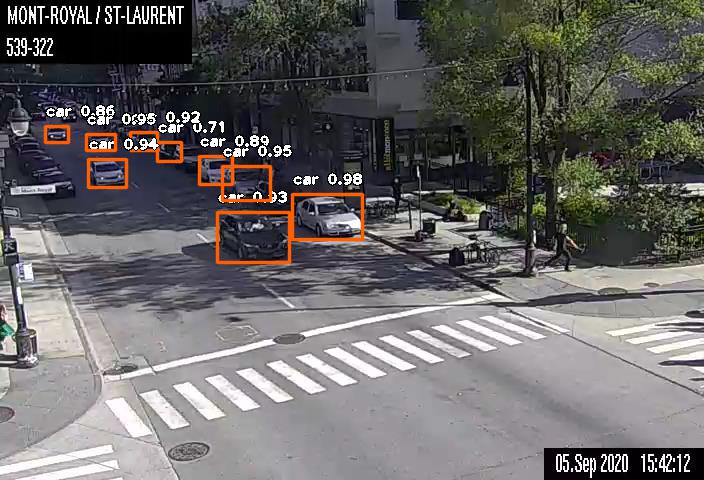 MONT-ROYAL / ST-LAURENT
539-322
car 0.86
car 0.95
0.92
car 0.71
car 0.94
car 0.89
car 0.95
car 0.93
car 0.98
05.Sep 2020 15:42:12